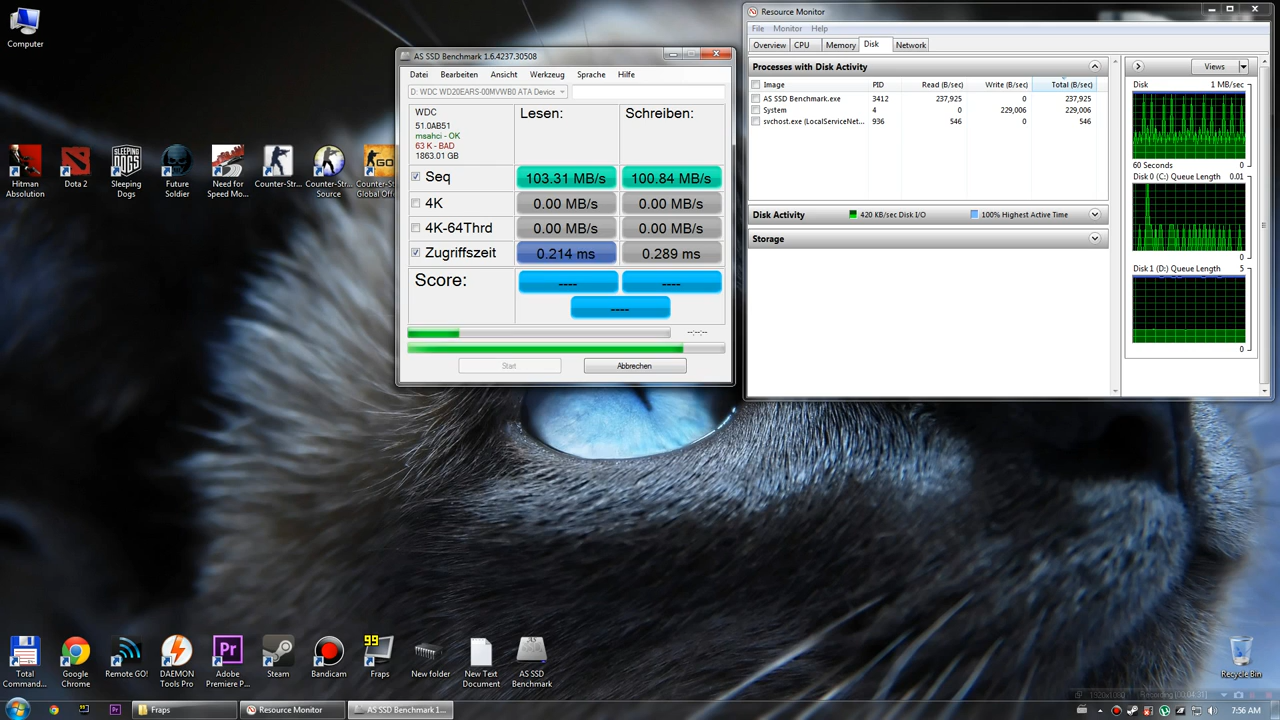 Computer
Hitman
Absolution
Dota 2
Sleeping
Dogs
Future
Soldier
Need for
Speed Mo...
Counter-Str...
Counter-Str...
Source
Counter-Str...
Global Off...
AS SSD Benchmark 1.6.4237.30508
Datei Bearbeiten Ansicht Werkzeug Sprache Hilfe
D: WDC WD20EARS-00MVWB0 ATA Device
WDC
51.0AB51
msahci - OK
63 K - BAD
1863.01 GB
Lesen: Schreiben:
Seq 103.31 MB/s 100.84 MB/s
4K 0.00 MB/s 0.00 MB/s
4K-64Thrd 0.00 MB/s 0.00 MB/s
Zugriffszeit 0.214 ms 0.289 ms
Score: ---- ----
----
--:--:--
Start Abbrechen
Resource Monitor
File Monitor Help
Overview CPU Memory Disk Network
Processes with Disk Activity
Image PID Read (B/sec) Write (B/sec) Total (B/sec)
AS SSD Benchmark.exe 3412 237,925 0 237,925
System 4 0 229,006 229,006
svchost.exe (LocalServiceNet... 936 546 0 546
Disk Activity 420 KB/sec Disk I/O 100% Highest Active Time
Storage
Views
Disk 1 MB/sec
60 Seconds 0
Disk 0 (C:) Queue Length 0.01
0
Disk 1 (D:) Queue Length 5
0
Total
Comman...
Google
Chrome
Remote GO!
DAEMON
Tools Pro
Pr
Adobe
Premiere P...
Steam
Bandicam
99
Fraps
New folder
New Text
Document
AS SSD
Benchmark
Recycle Bin
1920x1080 Recording [00:04:31]
Fraps Resource Monitor AS SSD Benchmark 1... 7:56 AM